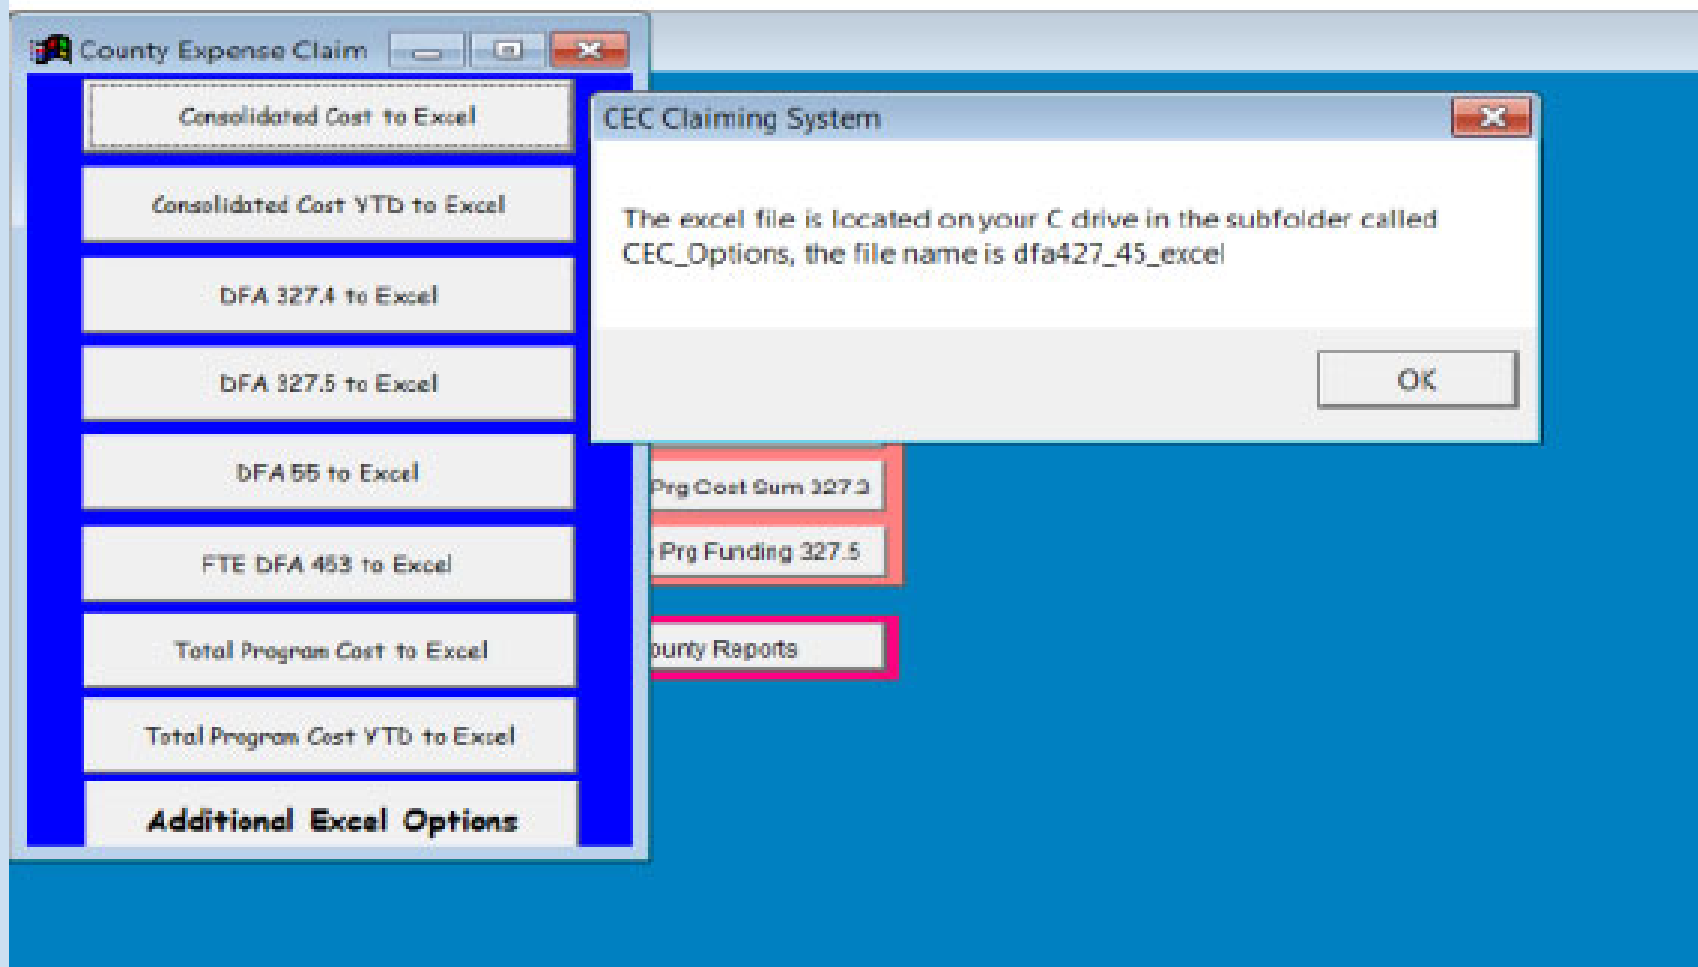 County Expense Claim
Consolidated Cost to Excel
Consolidated Cost YTD to Excel
DFA 327.4 to Excel
DFA 327.5 to Excel
DFA 55 to Excel
FTE DFA 453 to Excel
Total Program Cost to Excel
Total Program Cost YTD to Excel
Additional Excel Options
CEC Claiming System
The excel file is located on your C drive in the subfolder called
CEC_Options, the file name is dfa427_45_excel
OK
Prg Cost Sum 327.3
Prg Funding 327.5
ounty Reports